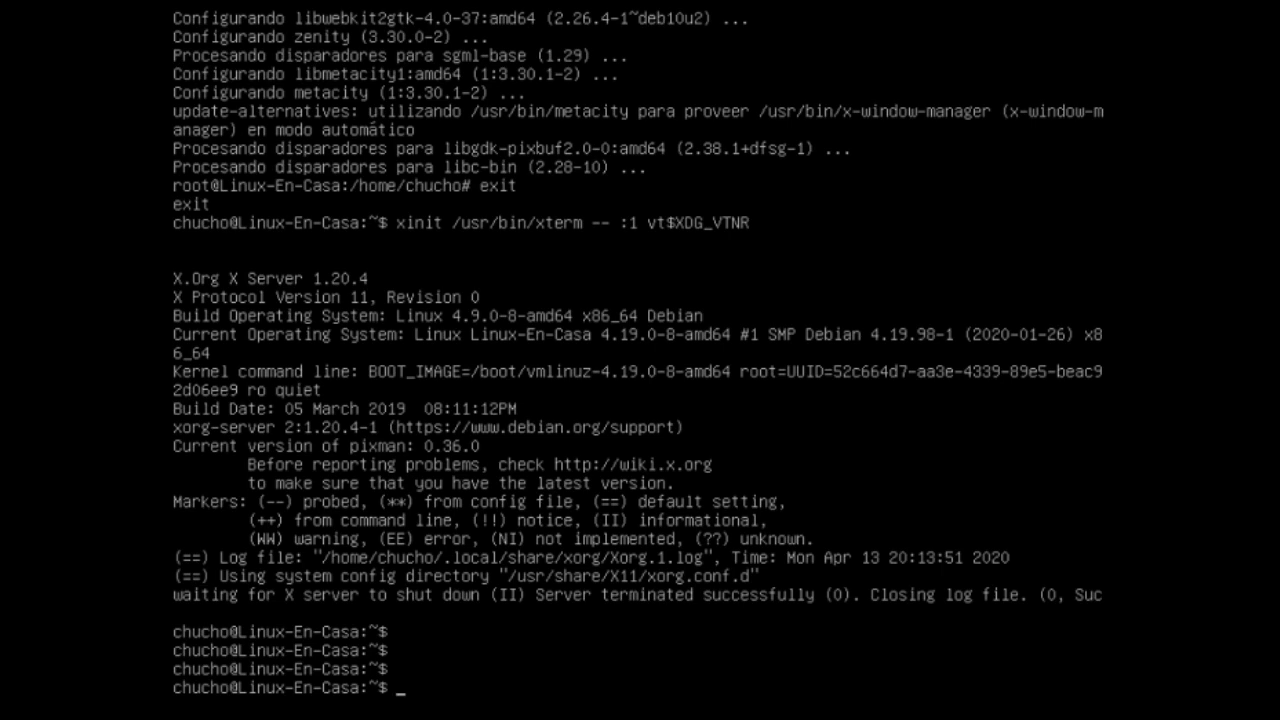 Configurando libwebkit2gtk-4.0-37:amd64 (2.26.4-1~deb10u2) ...
Configurando zenity (3.30.0-2) ...
Procesando disparadores para sgml-base (1.29) ...
Configurando libmetacity1:amd64 (1:3.30.1-2) ...
Configurando metacity (1:3.30.1-2) ...
update-alternatives: utilizando /usr/bin/metacity para proveer /usr/bin/x-window-manager (x-window-m
anager) en modo automático
Procesando disparadores para libgdk-pixbuf2.0-0:amd64 (2.38.1+dfsg-1) ...
Procesando disparadores para libc-bin (2.28-10) ...
root@Linux-En-Casa:/home/chucho# exit
exit
chucho@Linux-En-Casa:~$ xinit /usr/bin/xterm -- :1 vt$XDG_VTNR
X.Org X Server 1.20.4
X Protocol Version 11, Revision 0
Build Operating System: Linux 4.9.0-8-amd64 x86_64 Debian
Current Operating System: Linux Linux-En-Casa 4.19.0-8-amd64 #1 SMP Debian 4.19.98-1 (2020-01-26) x8
6_64
Kernel command line: BOOT_IMAGE=/boot/vmlinuz-4.19.0-8-amd64 root=UUID=52c664d7-aa3e-4339-89e5-beac9
2d06ee9 ro quiet
Build Date: 05 March 2019  08:11:12PM
xorg-server 2:1.20.4-1 (https://www.debian.org/support)
Current version of pixman: 0.36.0
Before reporting problems, check http://wiki.x.org
to make sure that you have the latest version.
Markers: (--) probed, (**) from config file, (==) default setting,
(++) from command line, (!!) notice, (II) informational,
(WW) warning, (EE) error, (NI) not implemented, (??) unknown.
(==) Log file: "/home/chucho/.local/share/xorg/Xorg.1.log", Time: Mon Apr 13 20:13:51 2020
(==) Using system config directory "/usr/share/X11/xorg.conf.d"
waiting for X server to shut down (II) Server terminated successfully (0). Closing log file. (0, Suc
chucho@Linux-En-Casa:~$
chucho@Linux-En-Casa:~$
chucho@Linux-En-Casa:~$
chucho@Linux-En-Casa:~$ _